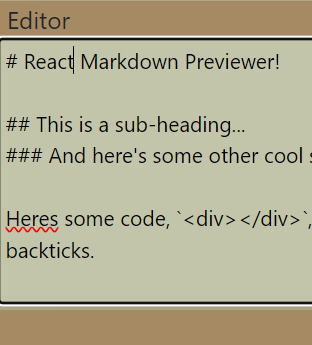 Editor
# React Markdown Previewer!
## This is a sub-heading...
### And here's some other cool
Heres some code, `<div></div>`,
backticks.